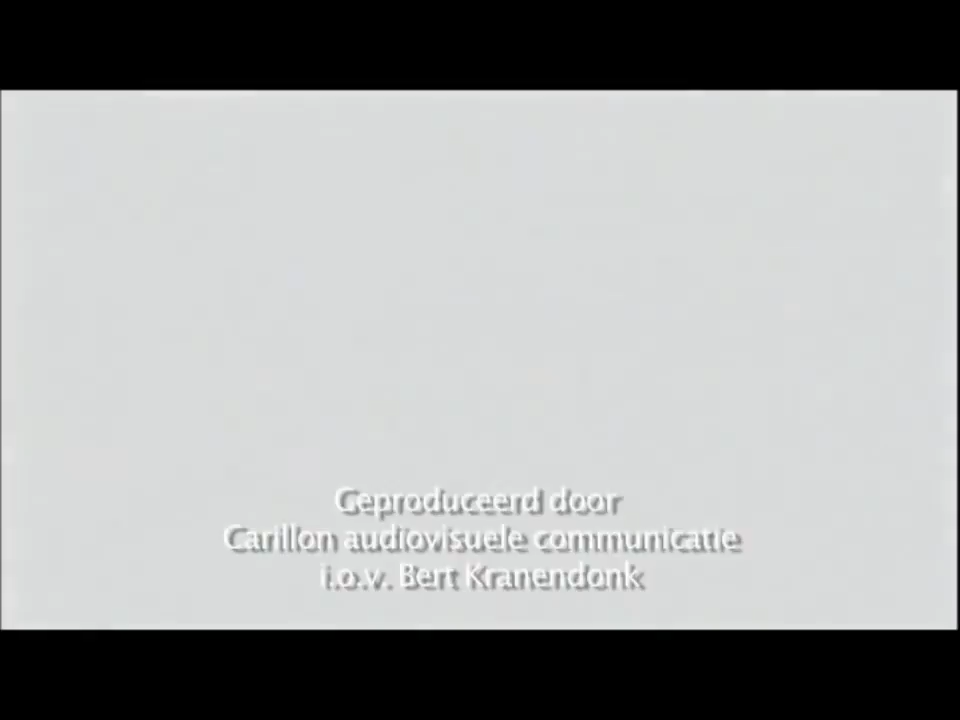 Geproduceerd door
Carillon audiovisuele communicatie
i.o.v. Bert Kranendonk